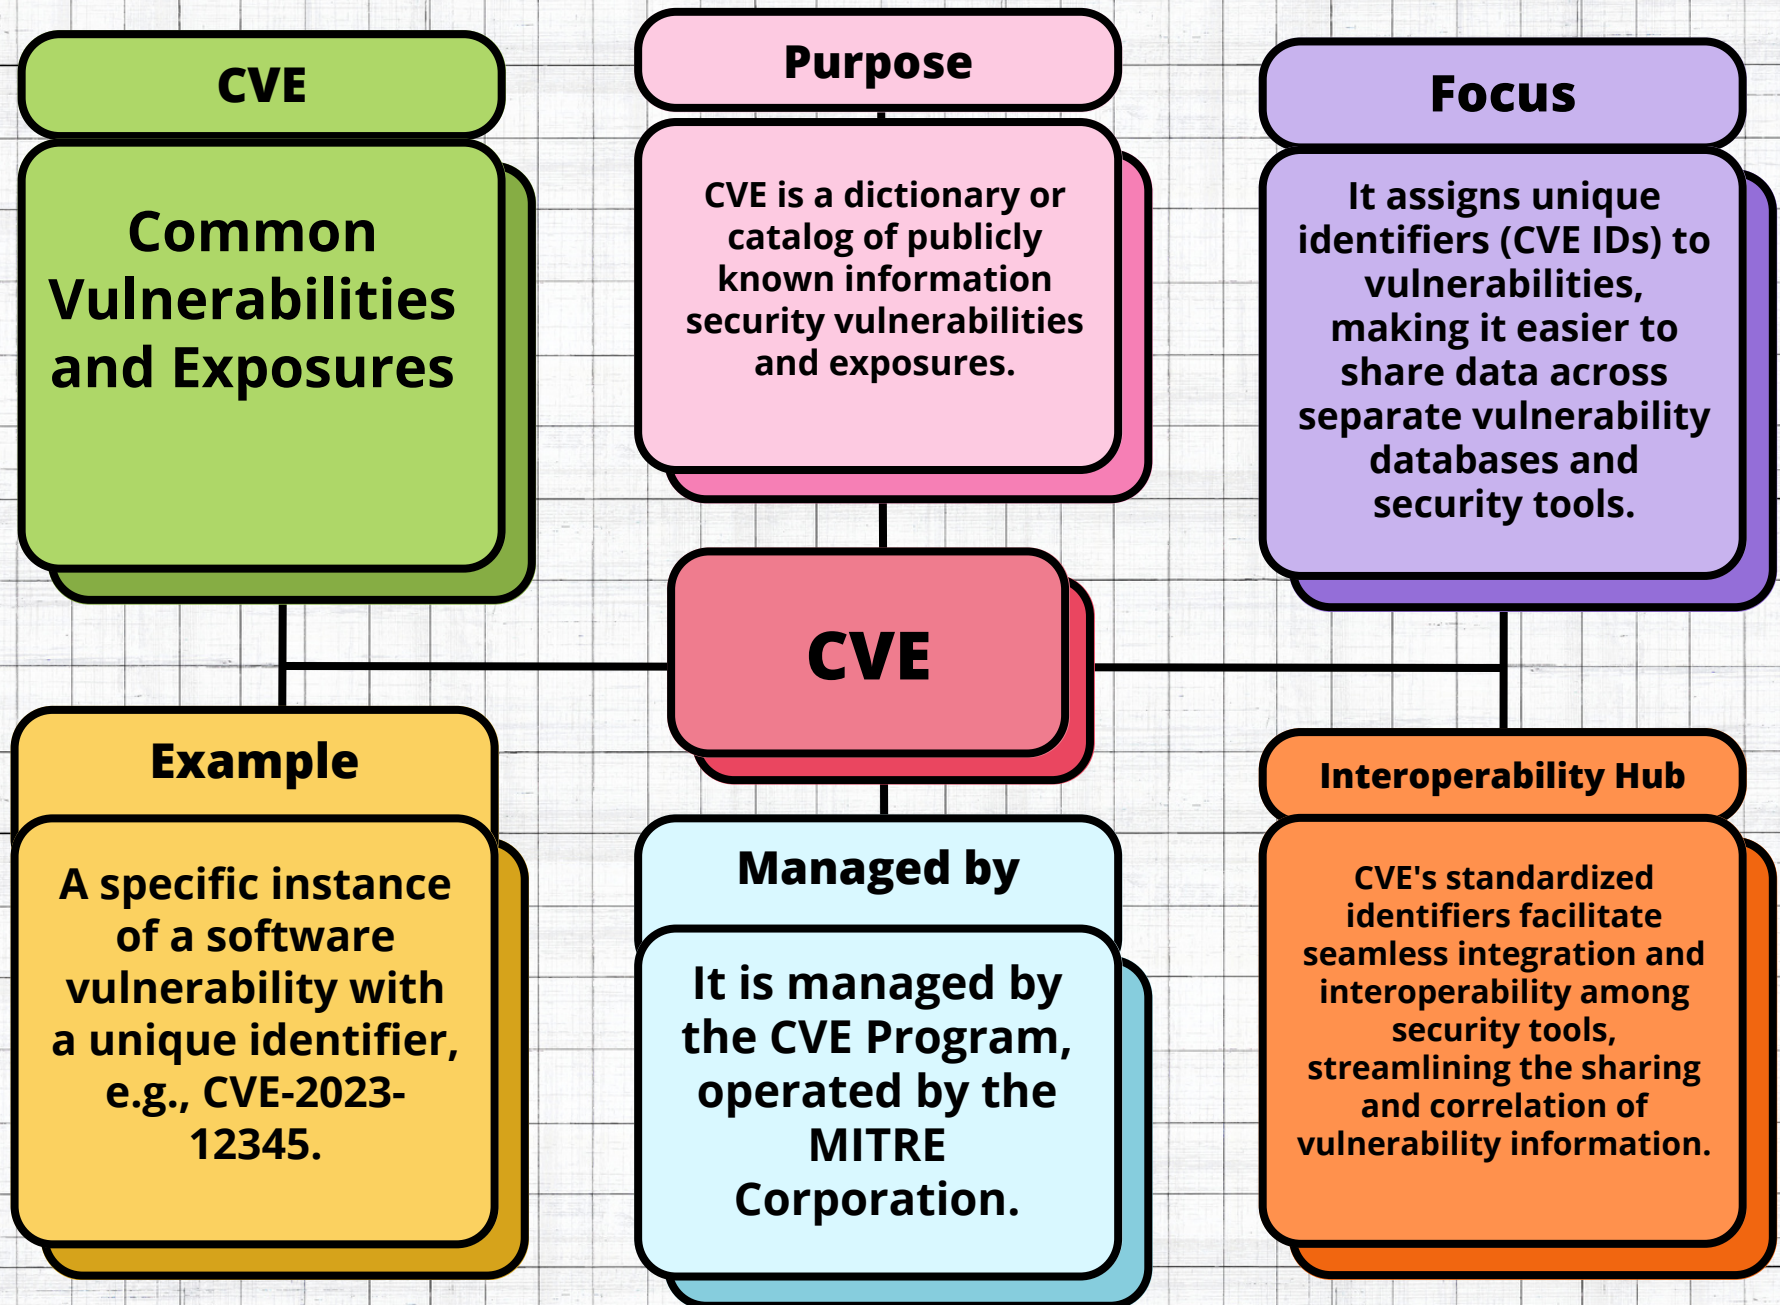 CVE
Common
Vulnerabilities
and Exposures
Purpose
CVE is a dictionary or
catalog of publicly
known information
security vulnerabilities
and exposures.
Focus
It assigns unique
identifiers (CVE IDs) to
vulnerabilities,
making it easier to
share data across
separate vulnerability
databases and
security tools.
CVE
Example
A specific instance
of a software
vulnerability with
a unique identifier,
e.g., CVE-2023-
12345.
Managed by
It is managed by
the CVE Program,
operated by the
MITRE
Corporation.
Interoperability Hub
CVE's standardized
identifiers facilitate
seamless integration and
interoperability among
security tools,
streamlining the sharing
and correlation of
vulnerability information.